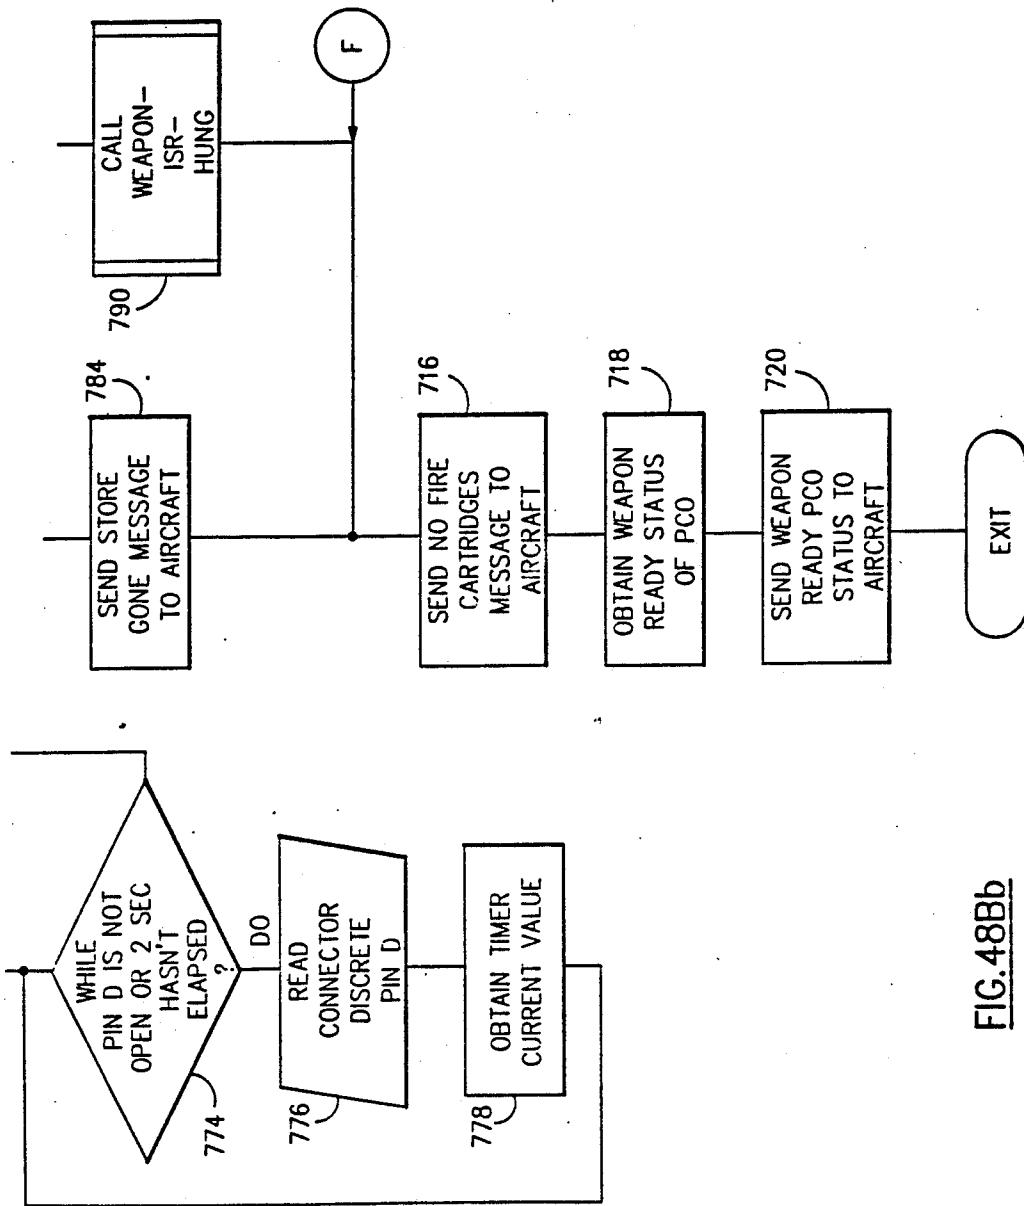 WHILE
PIN D IS NOT
OPEN OR 2 SEC
HASN'T
ELAPSED
?
774
DO
READ
CONNECTOR
DISCRETE
PIN D
776
OBTAIN TIMER
CURRENT VALUE
778
SEND STORE
GONE MESSAGE
TO AIRCRAFT
784
CALL
WEAPON-
ISR-
HUNG
790
F
SEND NO FIRE
CARTRIDGES
MESSAGE TO
AIRCRAFT
716
OBTAIN WEAPON
READY STATUS
OF PCO
718
SEND WEAPON
READY PCO
STATUS TO
AIRCRAFT
720
EXIT
FIG.48Bb